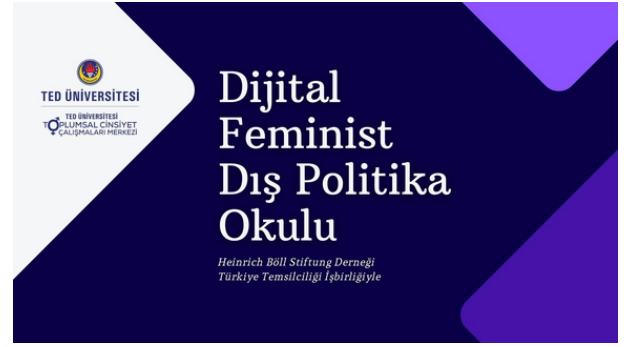 TED ÜNİVERSİTESİ
TED ÜNİVERSİTESİ
TOPLUMSAL CİNSİYET
ÇALIŞMALARI MERKEZİ
Dijital
Feminist
Dış Politika
Okulu
Heinrich Böll Stiftung Derneği
Türkiye Temsilciliği İşbirliğiyle